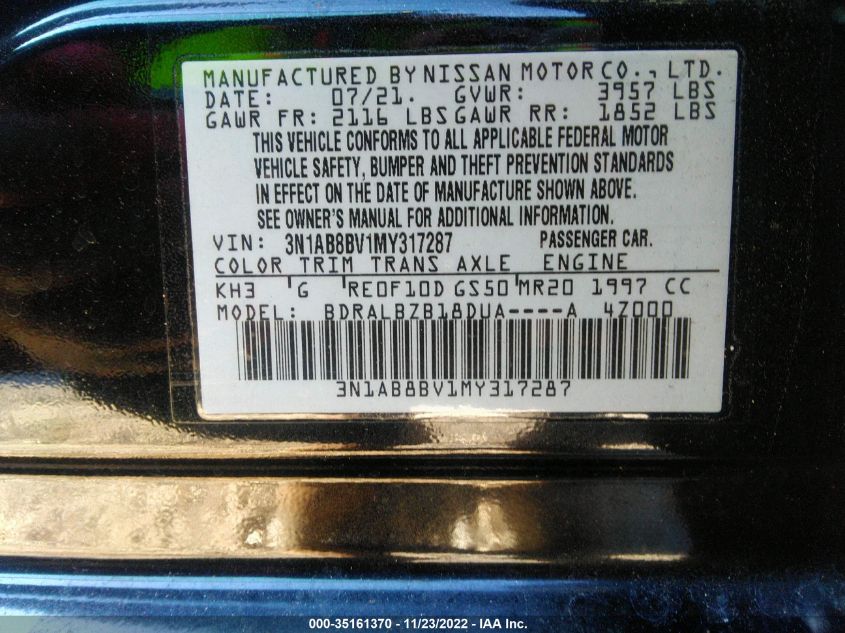 MANUFACTURED BY NISSAN MOTOR CO., LTD.
DATE: 07/21. GVWR: 3957 LBS
GAWR FR: 2116 LBS GAWR RR: 1852 LBS
THIS VEHICLE CONFORMS TO ALL APPLICABLE FEDERAL MOTOR
VEHICLE SAFETY, BUMPER AND THEFT PREVENTION STANDARDS
IN EFFECT ON THE DATE OF MANUFACTURE SHOWN ABOVE.
SEE OWNER'S MANUAL FOR ADDITIONAL INFORMATION.
VIN: 3N1AB8BV1MY317287 PASSENGER CAR.
COLOR TRIM TRANS AXLE ENGINE
KH3 G RE0F10D GS50 MR20 1997 CC
MODEL: BDRALBZB18DUA----A 4Z000
3N1AB8BV1MY317287
000-35161370 - 11/23/2022 - IAA Inc.